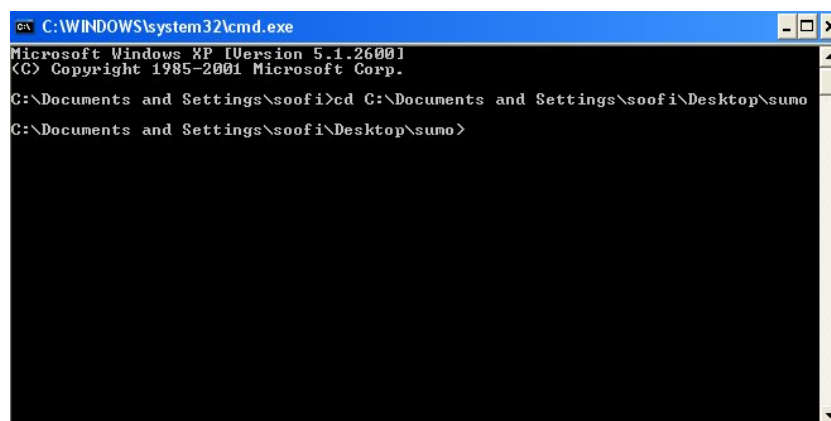 C:\WINDOWS\system32\cmd.exe
Microsoft Windows XP [Version 5.1.2600]
(C) Copyright 1985-2001 Microsoft Corp.
C:\Documents and Settings\soofi>cd C:\Documents and Settings\soofi\Desktop\sumo
C:\Documents and Settings\soofi\Desktop\sumo>